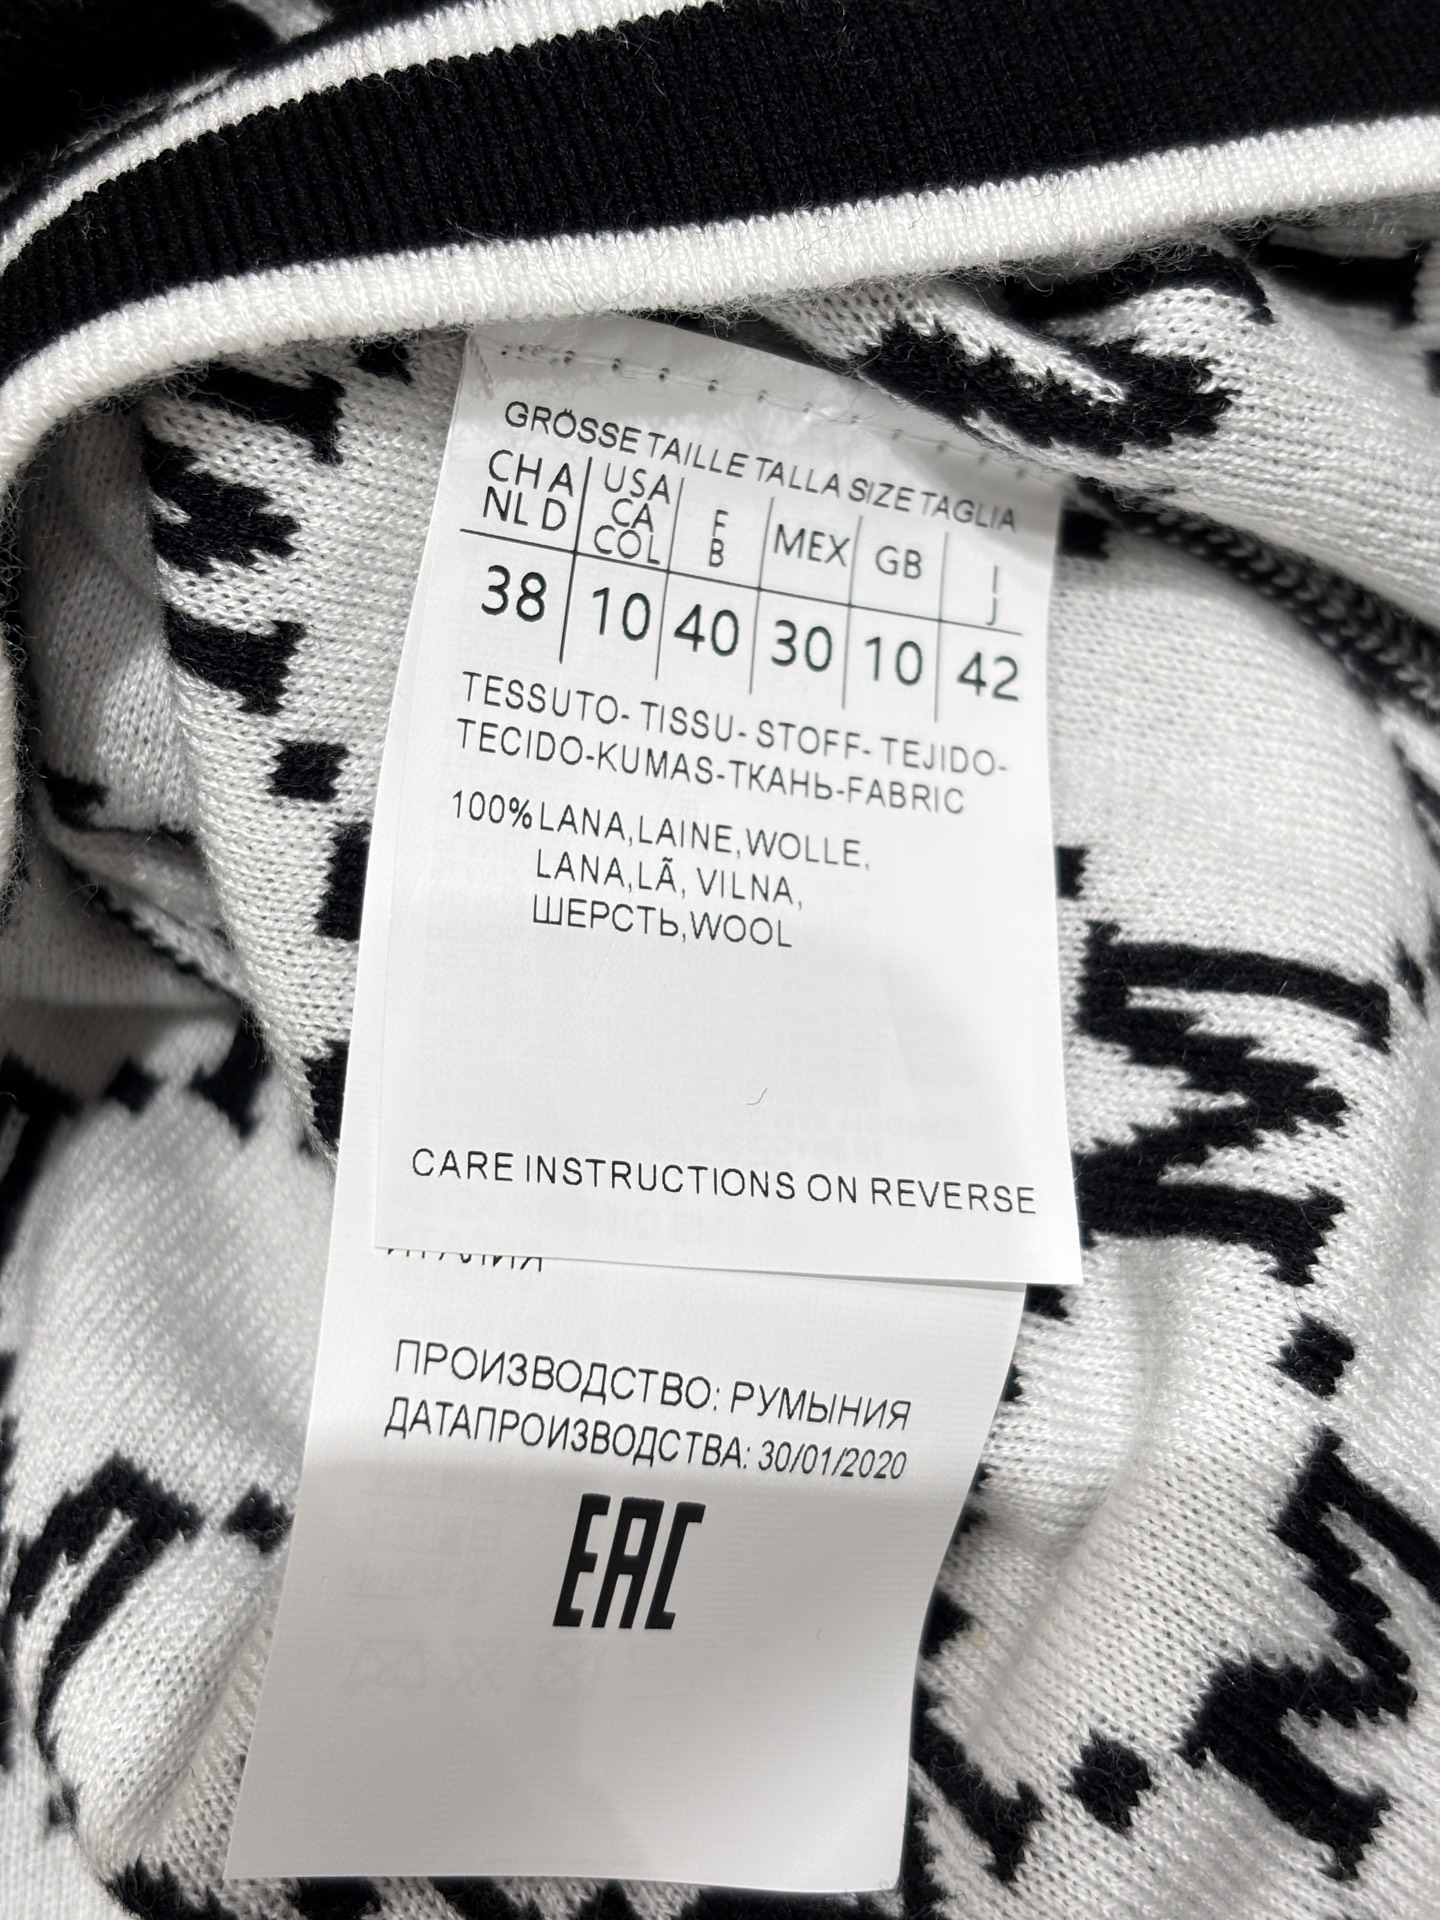 GRÖSSE TAILLE TALLA SIZE TAGLIA
CH A USA F MEX GB I
NL D CA B J
COL
38 10 40 30 10 42
TESSUTO- TISSU- STOFF- TEJIDO-
TECIDO-KUMAS-ТКАНЬ-FABRIC
100% LANA,LAINE,WOLLE,
LANA,LÃ, VILNA,
ШЕРСТЬ,WOOL
CARE INSTRUCTIONS ON REVERSE
ИТАЛИЯ
ПРОИЗВОДСТВО: РУМЫНИЯ
ДАТАПРОИЗВОДСТВА: 30/01/2020
EAC